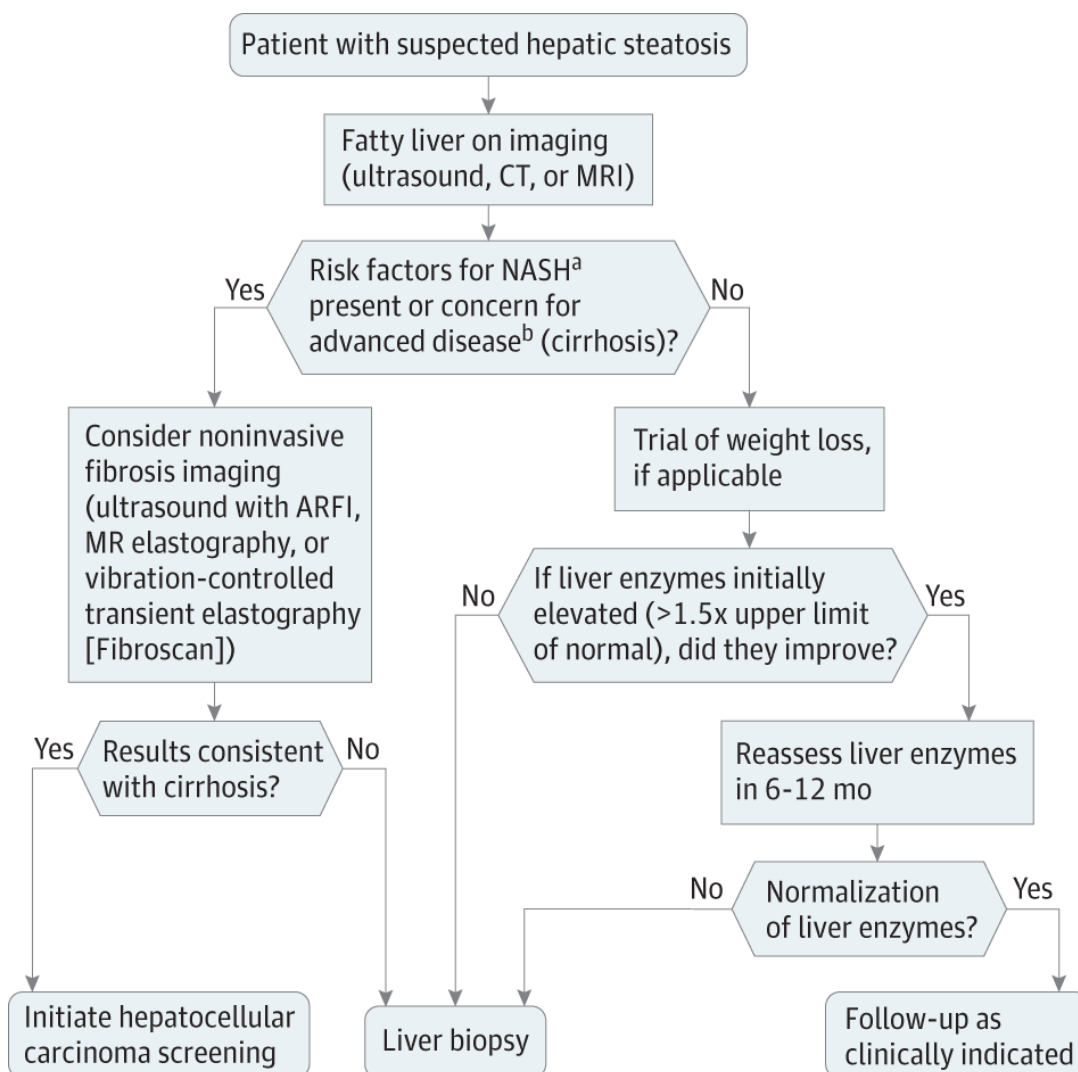 Patient with suspected hepatic steatosis
Fatty liver on imaging
(ultrasound, CT, or MRI)
Risk factors for NASHᵃ
present or concern for
advanced diseaseᵇ (cirrhosis)?
Yes
No
Consider noninvasive
fibrosis imaging
(ultrasound with ARFI,
MR elastography, or
vibration-controlled
transient elastography
[Fibroscan])
Trial of weight loss,
if applicable
If liver enzymes initially
elevated (>1.5x upper limit
of normal), did they improve?
No
Yes
Results consistent
with cirrhosis?
Yes
No
Reassess liver enzymes
in 6-12 mo
Normalization
of liver enzymes?
No
Yes
Initiate hepatocellular
carcinoma screening
Liver biopsy
Follow-up as
clinically indicated